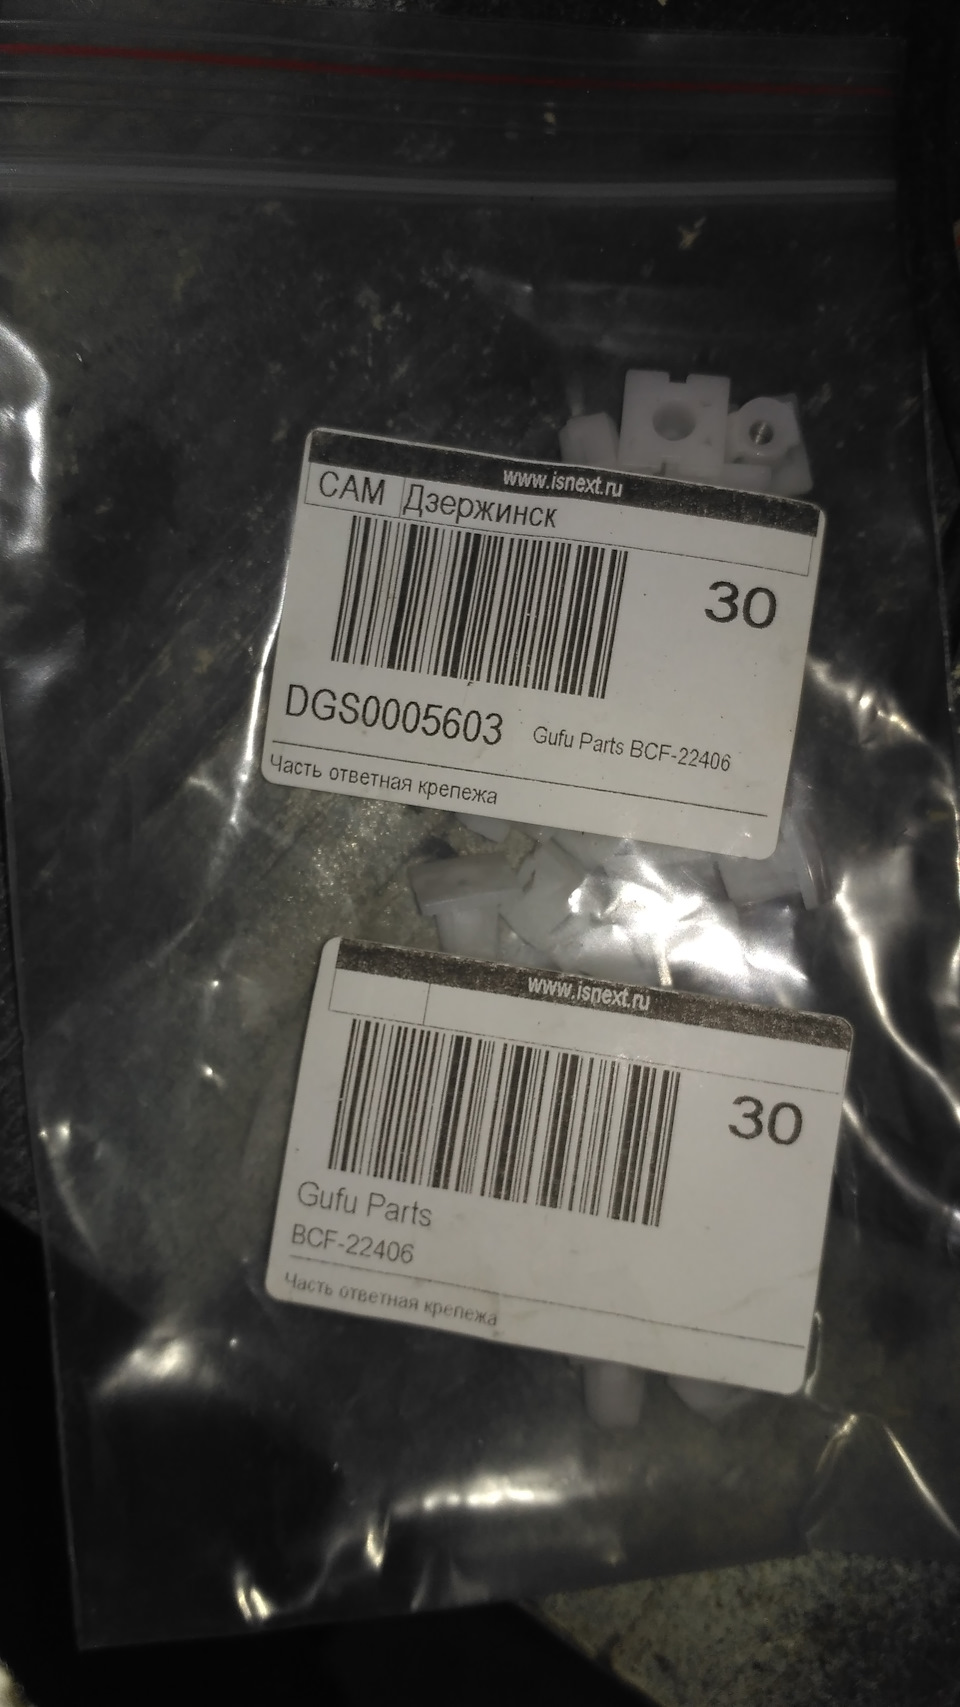 www.isnext.ru
САМ Дзержинск
30
DGS0005603 Gufu Parts BCF-22406
Часть ответная крепежа
www.isnext.ru
30
Gufu Parts
BCF-22406
Часть ответная крепежа